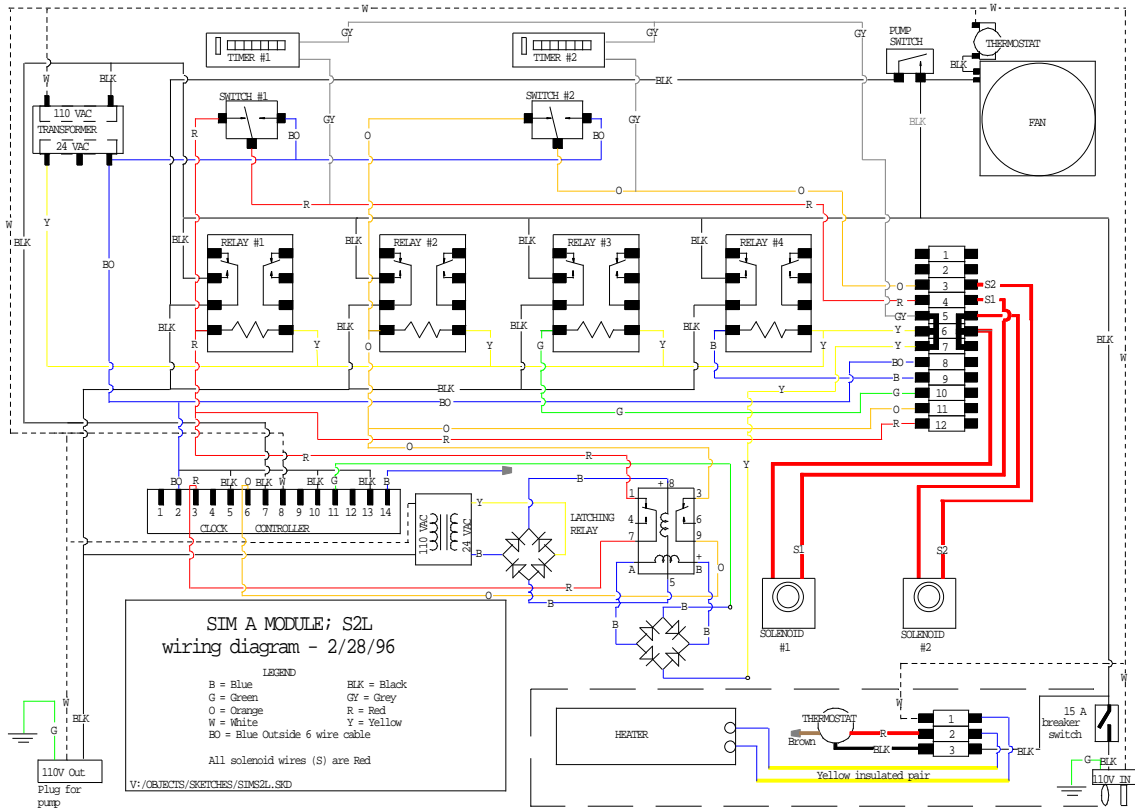 W
W
GY
GY
GY
PUMP
SWITCH
THERMOSTAT
TIMER #1
TIMER #2
BLK
W
BLK
BLK
SWITCH #1
SWITCH #2
110 VAC
TRANSFORMER
24 VAC
R
BO
GY
O
BO
GY
BLK
FAN
R
R
O
O
Y
W
BLK
BO
BLK
RELAY #1
BLK
RELAY #2
BLK
RELAY #3
BLK
RELAY #4
1
2
3
4
5
6
7
8
9
10
11
12
O
R
GY
Y
Y
BO
B
G
O
R
S2
S1
BLK
BLK
BLK
BLK
R
Y
O
Y
G
Y
B
Y
Y
BLK
W
BLK
BO
G
O
R
O
R
Y
BO
R
BLK
O
BLK
W
BLK
G
BLK
B
1 2 3 4 5 6 7 8 9 10 11 12 13 14
CLOCK CONTROLLER
110 VAC
24 VAC
Y
B
B
LATCHING
RELAY
+ 8
1
3
4
6
7
9
A
+
B
5
R
O
O
B
B
B
B
S1
S2
SOLENOID
#1
SOLENOID
#2
SIM A MODULE; S2L
wiring diagram - 2/28/96
LEGEND
B = Blue
G = Green
O = Orange
W = White
BO = Blue Outside 6 wire cable
BLK = Black
GY = Grey
R = Red
Y = Yellow
All solenoid wires (S) are Red
V:/OBJECTS/SKETCHES/SIMS2L.SKD
W
BLK
G
110V Out
Plug for
pump
HEATER
THERMOSTAT
Brown
R
BLK
W
1
2
3
BLK
Yellow insulated pair
W
15 A
breaker
switch
G
BLK
110V IN